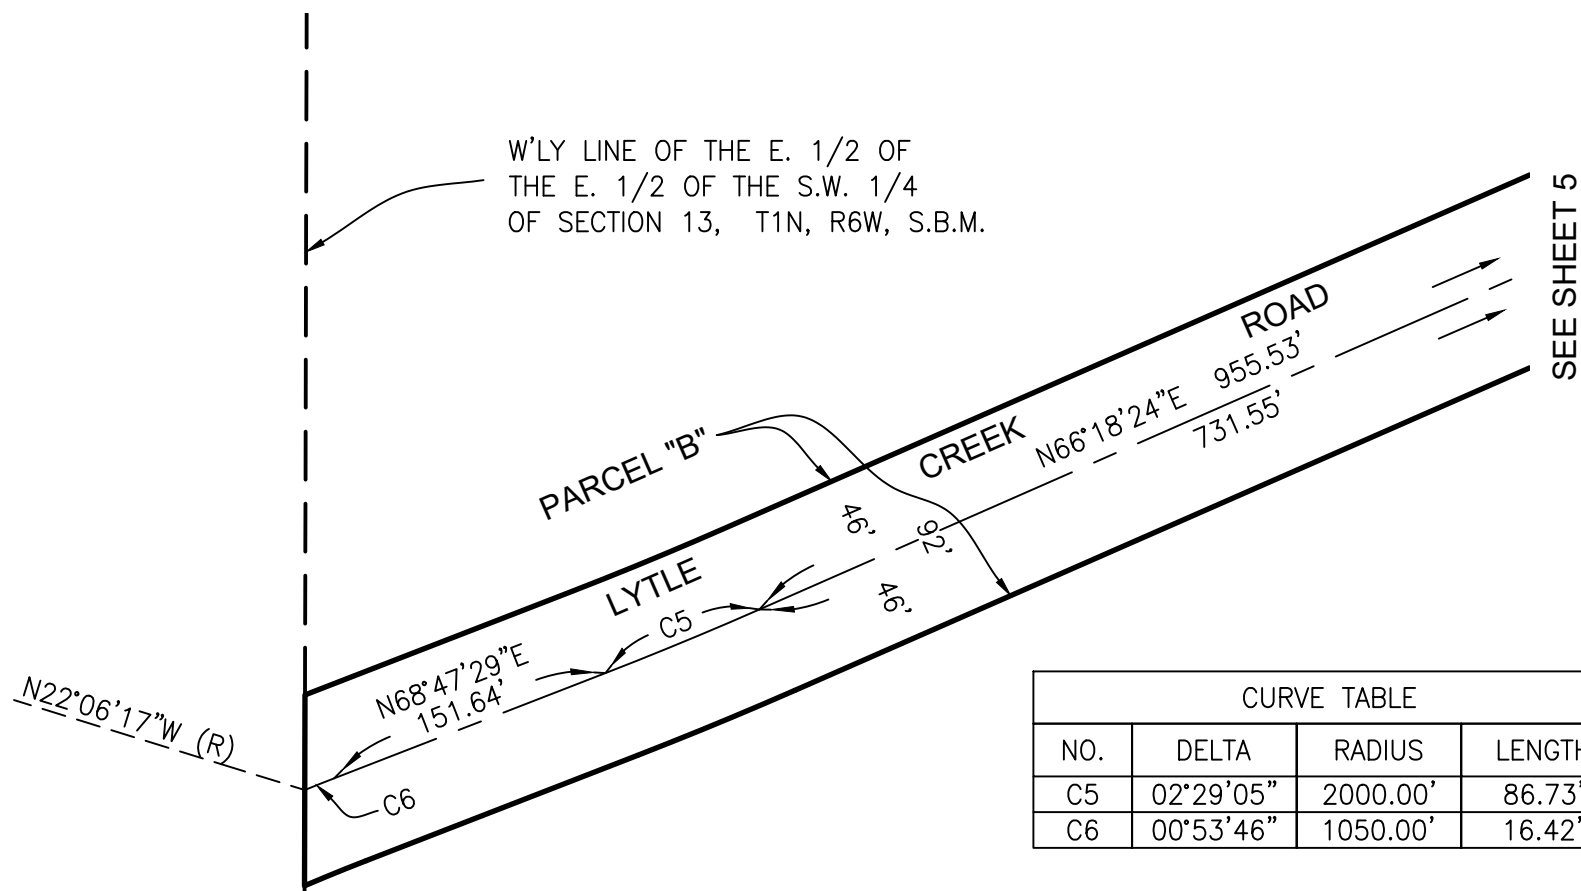 W'LY LINE OF THE E. 1/2 OF
THE E. 1/2 OF THE S.W. 1/4
OF SECTION 13, T1N, R6W, S.B.M.
SEE SHEET 5
LYTLE CREEK ROAD
N66°18'24"E 955.53'
731.55'
PARCEL "B"
46'
92'
46'
C5
N68°47'29"E
151.64'
N22°06'17"W (R)
C6
CURVE TABLE
NO. DELTA RADIUS LENGTH
C5 02°29'05" 2000.00' 86.73'
C6 00°53'46" 1050.00' 16.42'